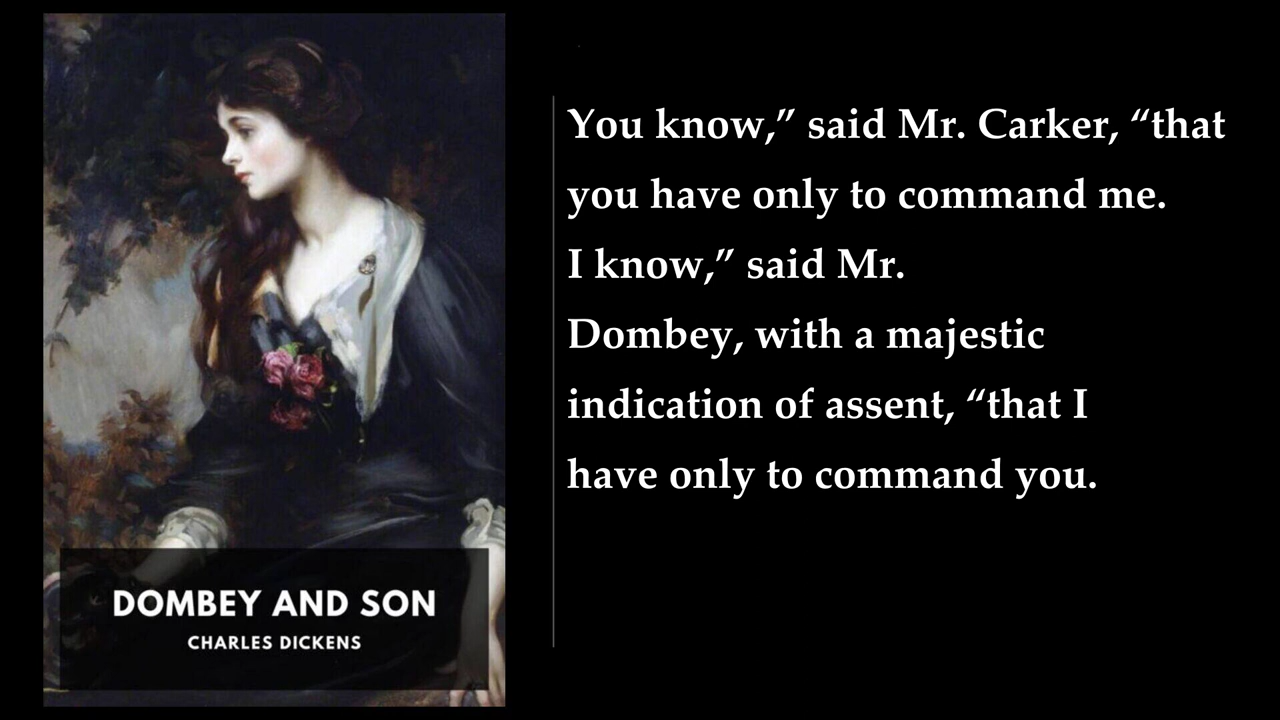 You know,” said Mr. Carker, “that
you have only to command me.
I know,” said Mr.
Dombey, with a majestic
indication of assent, “that I
have only to command you.
DOMBEY AND SON
CHARLES DICKENS